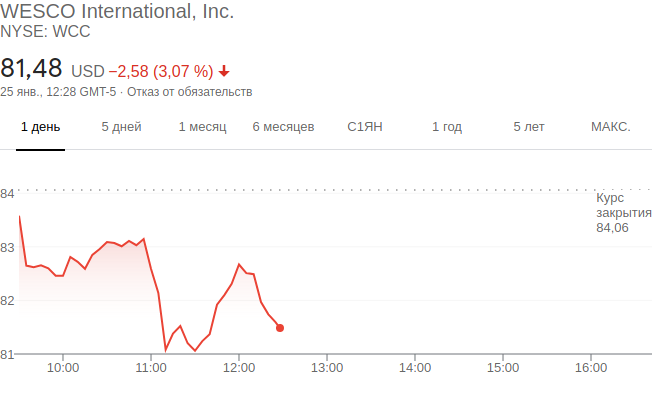 WESCO International, Inc.
NYSE: WCC
81,48 USD −2,58 (3,07 %)
25 янв., 12:28 GMT-5 · Отказ от обязательств
1 день 5 дней 1 месяц 6 месяцев С1ЯН 1 год 5 лет МАКС.
84
Курс
закрытия
84,06
83
82
81
10:00 11:00 12:00 13:00 14:00 15:00 16:00